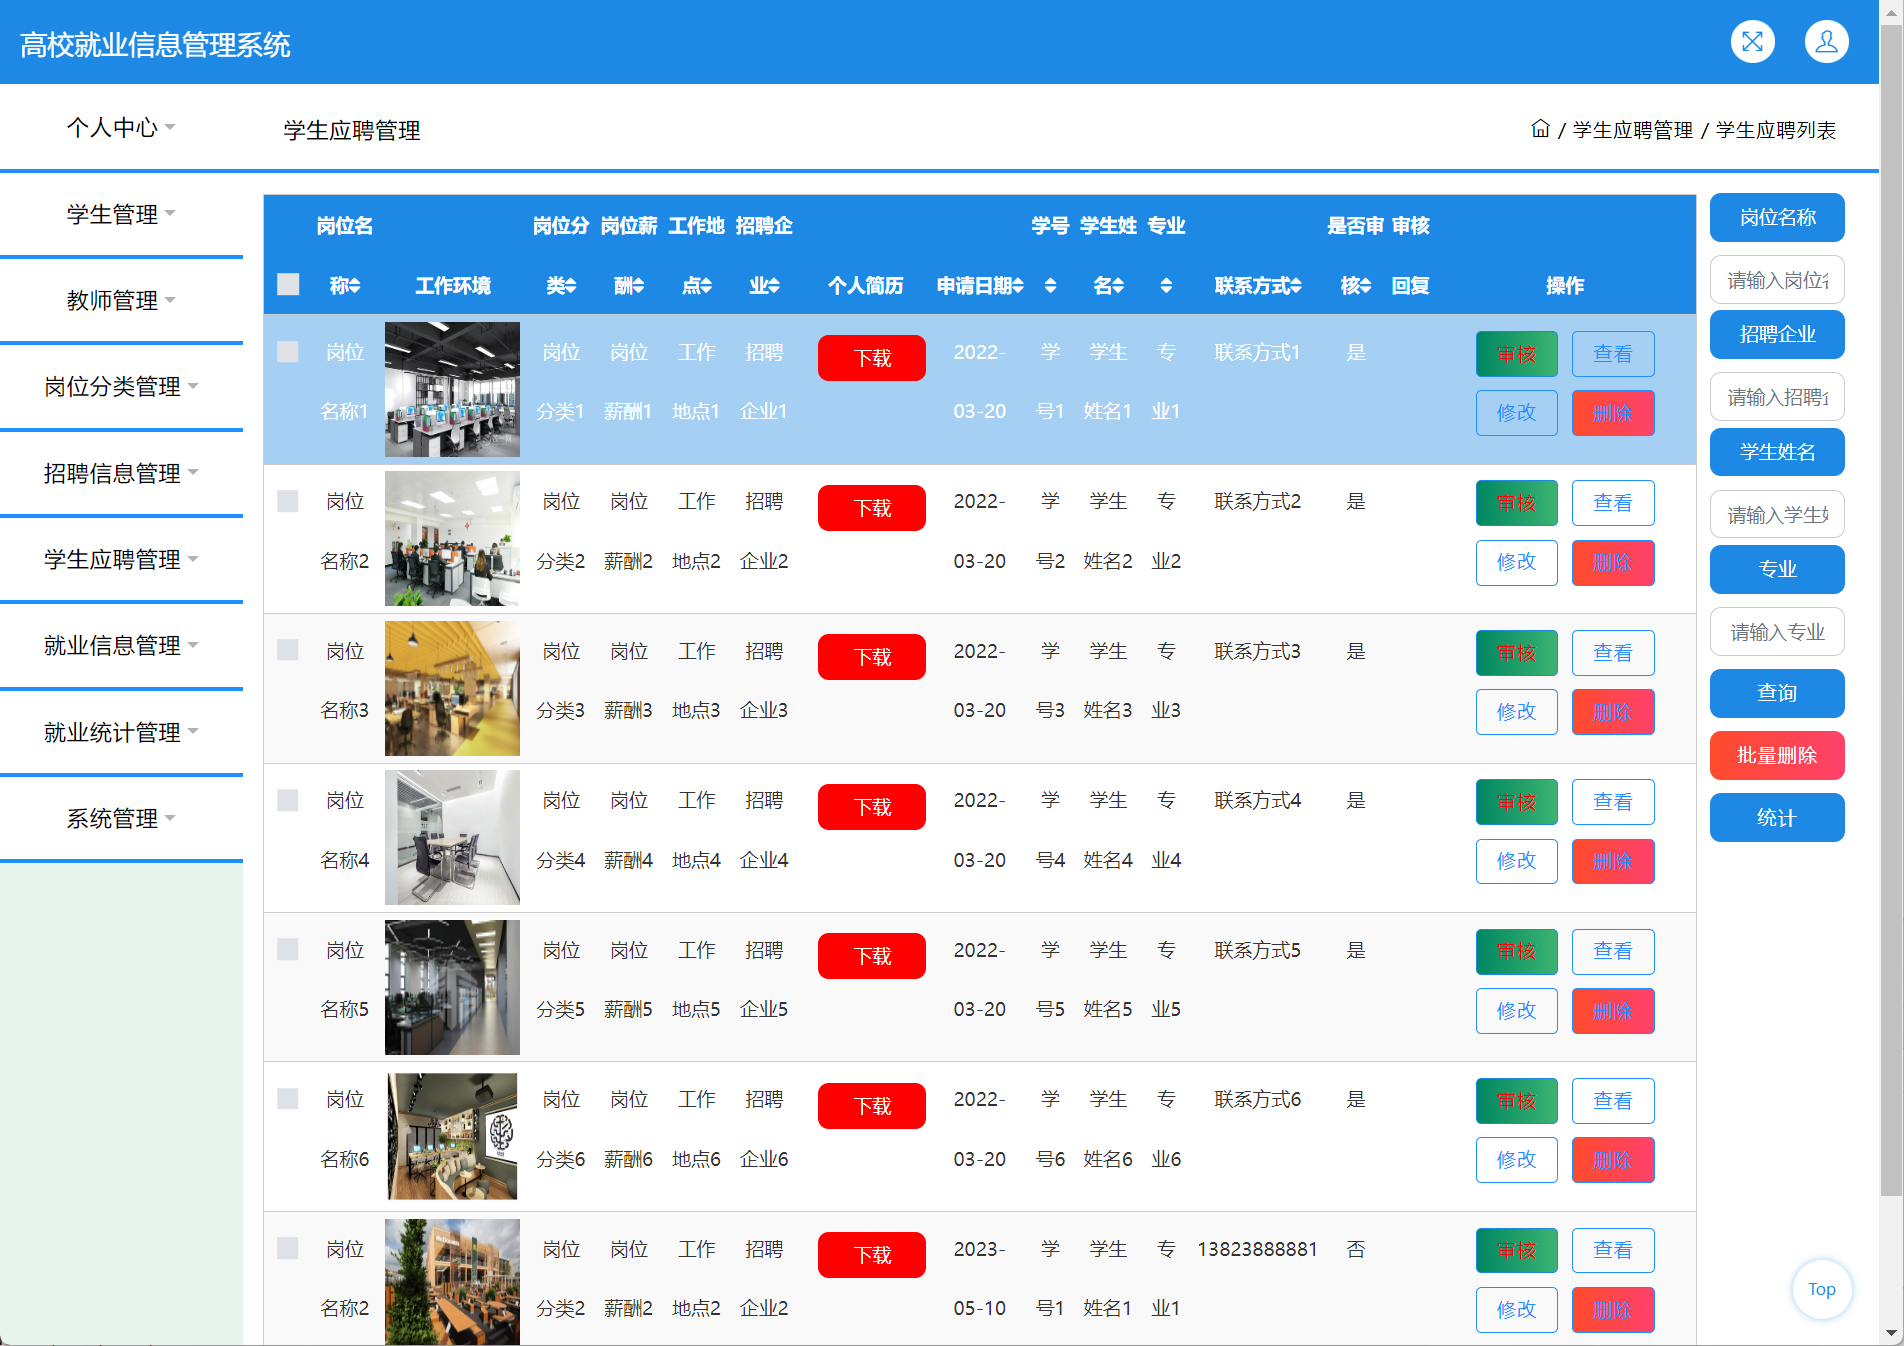 高校就业信息管理系统
个人中心
学生应聘管理
/ 学生应聘管理 / 学生应聘列表
学生管理
教师管理
岗位分类管理
招聘信息管理
学生应聘管理
就业信息管理
就业统计管理
系统管理
岗位名称 工作环境 岗位分类 岗位薪酬 工作地点 招聘企业 个人简历 申请日期 学号 学生姓名 专业 联系方式 是否审核 审核回复 操作
岗位名称1 岗位分类1 岗位薪酬1 工作地点1 招聘企业1 下载 2022-03-20 学号1 学生姓名1 专业1 联系方式1 是 审核 查看 修改 删除
岗位名称2 岗位分类2 岗位薪酬2 工作地点2 招聘企业2 下载 2022-03-20 学号2 学生姓名2 专业2 联系方式2 是 审核 查看 修改 删除
岗位名称3 岗位分类3 岗位薪酬3 工作地点3 招聘企业3 下载 2022-03-20 学号3 学生姓名3 专业3 联系方式3 是 审核 查看 修改 删除
岗位名称4 岗位分类4 岗位薪酬4 工作地点4 招聘企业4 下载 2022-03-20 学号4 学生姓名4 专业4 联系方式4 是 审核 查看 修改 删除
岗位名称5 岗位分类5 岗位薪酬5 工作地点5 招聘企业5 下载 2022-03-20 学号5 学生姓名5 专业5 联系方式5 是 审核 查看 修改 删除
岗位名称6 岗位分类6 岗位薪酬6 工作地点6 招聘企业6 下载 2022-03-20 学号6 学生姓名6 专业6 联系方式6 是 审核 查看 修改 删除
岗位名称2 岗位分类2 岗位薪酬2 工作地点2 招聘企业2 下载 2023-05-10 学号1 学生姓名1 专业1 13823888881 否 审核 查看 修改 删除
岗位名称
请输入岗位
招聘企业
请输入招聘
学生姓名
请输入学生
专业
请输入专业
查询
批量删除
统计
Top